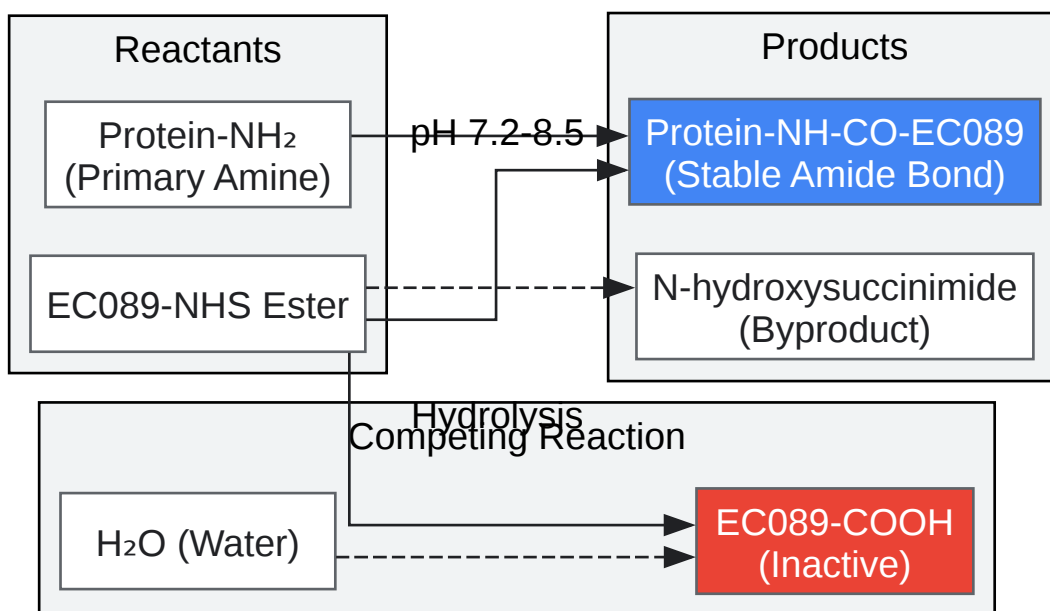 Reactants
Products
Protein-NH₂
(Primary Amine)
pH 7.2-8.5
Protein-NH-CO-EC089
(Stable Amide Bond)
EC089-NHS Ester
N-hydroxysuccinimide
(Byproduct)
Hydrolysis
Competing Reaction
H₂O (Water)
EC089-COOH
(Inactive)